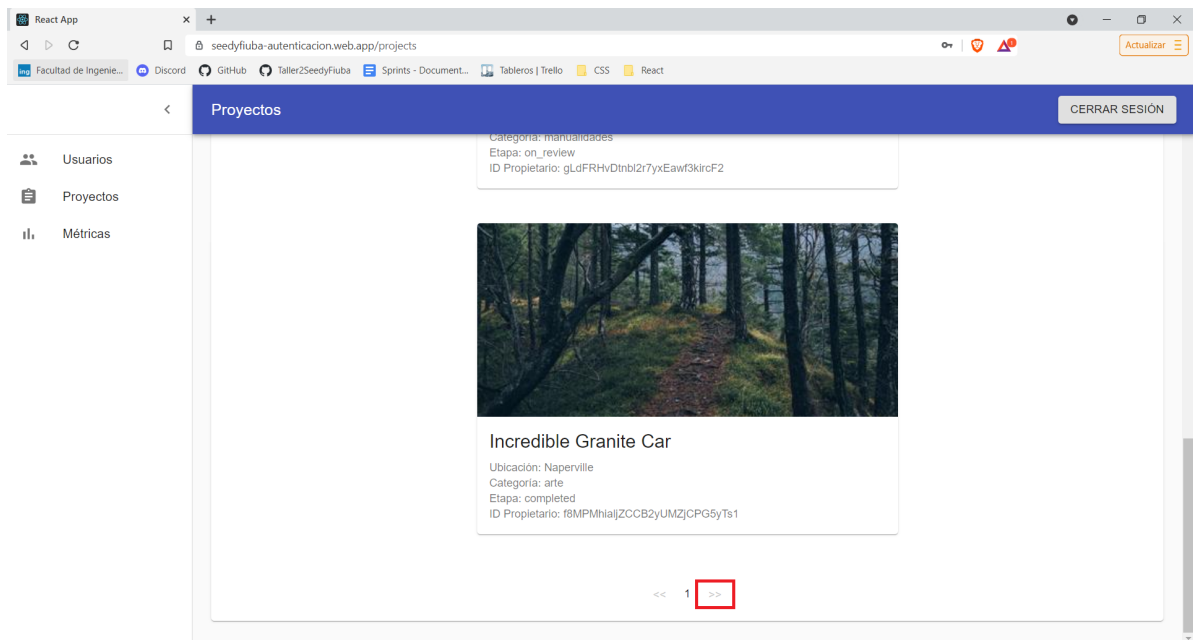 React App
seedyfiuba-autenticacion.web.app/projects
Actualizar
Facultad de Ingenie... Discord GitHub Taller2SeedyFiuba Sprints - Document... Tableros | Trello CSS React
Proyectos
CERRAR SESIÓN
Usuarios
Proyectos
Métricas
Categoría: manualidades
Etapa: on_review
ID Propietario: gLdFRHvDtnbl2r7yxEawf3kircF2
Incredible Granite Car
Ubicación: Naperville
Categoría: arte
Etapa: completed
ID Propietario: f8MPMhialjZCCB2yUMZjCPG5yTs1
<< 1 >>